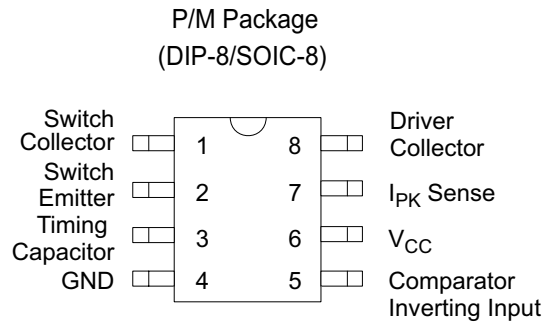 P/M Package
(DIP-8/SOIC-8)
Switch
Collector
1
8
Driver
Collector
Switch
Emitter
2
7
IPK Sense
Timing
Capacitor
3
6
VCC
GND
4
5
Comparator
Inverting Input